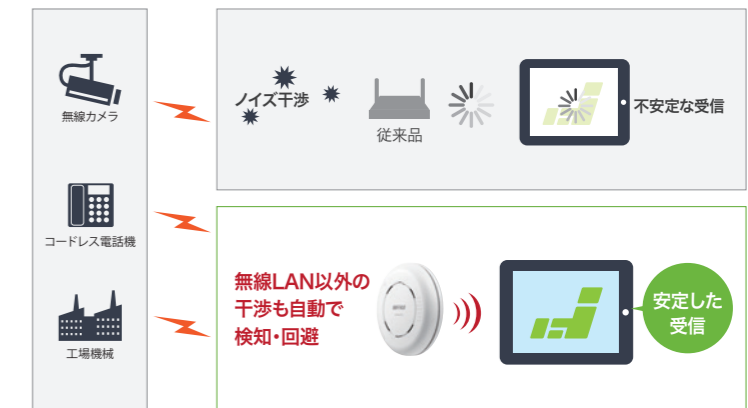 無線カメラ
コードレス電話機
工場機械
ノイズ干渉
従来品
不安定な受信
無線LAN以外の
干渉も自動で
検知・回避
安定した
受信